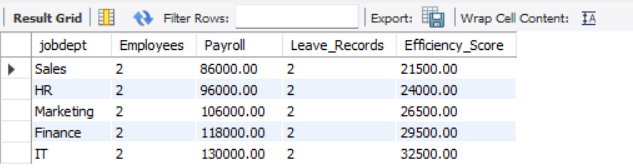 Result Grid Filter Rows: Export: Wrap Cell Content: IA
jobdept Employees Payroll Leave_Records Efficiency_Score
Sales 2 86000.00 2 21500.00
HR 2 96000.00 2 24000.00
Marketing 2 106000.00 2 26500.00
Finance 2 118000.00 2 29500.00
IT 2 130000.00 2 32500.00